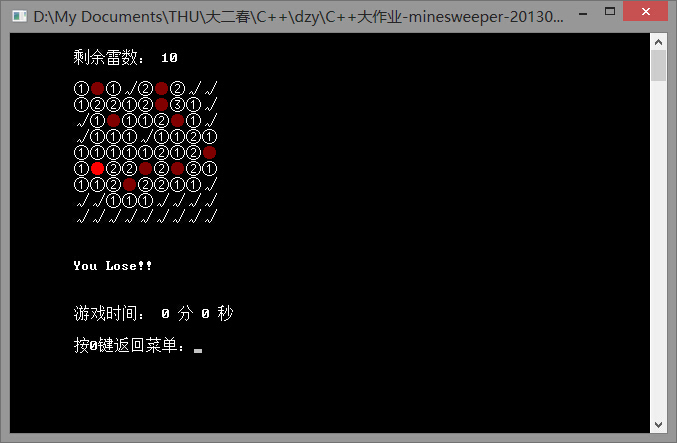 D:\My Documents\THU\大二春\C++\dzy\C++大作业-minesweeper-20130...
剩余雷数： 10
①●①√②●②√√
①②②①②●③①√
√①●①①②●①√
√①①①√①①②①
①①①①①②①②●
①●②②●②●②①
①①②●②②①①√
√√①①①√√√√
√√√√√√√√√
You Lose!!
游戏时间： 0 分 0 秒
按0键返回菜单：